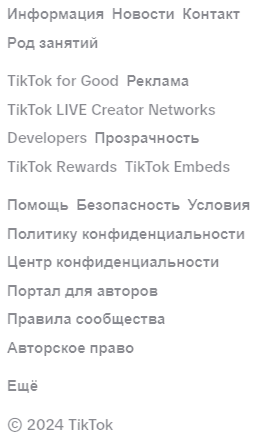 Информация Новости Контакт
Род занятий
TikTok for Good Реклама
TikTok LIVE Creator Networks
Developers Прозрачность
TikTok Rewards TikTok Embeds
Помощь Безопасность Условия
Политику конфиденциальности
Центр конфиденциальности
Портал для авторов
Правила сообщества
Авторское право
Ещё
© 2024 TikTok